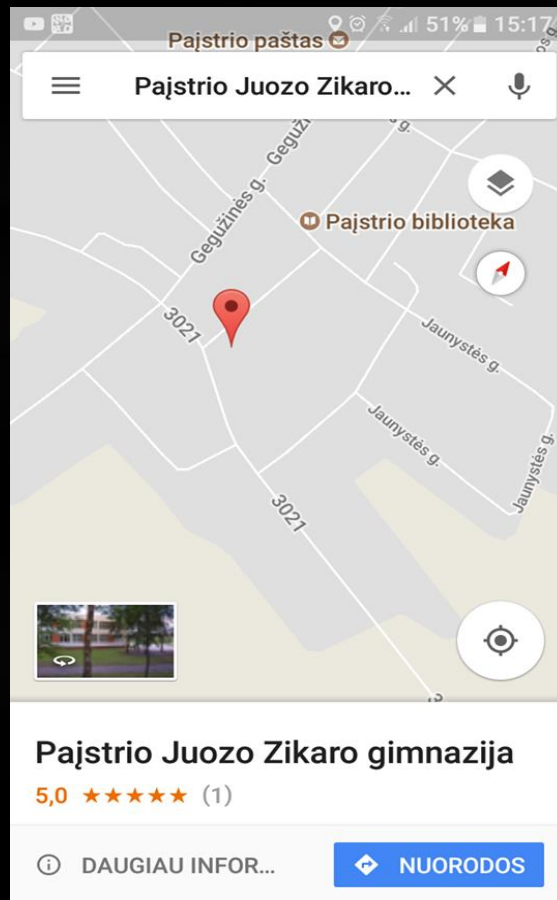 51% 15:17
Pajstrio paštas
Pajstrio Juozo Zikaro...
g.
Gegužinės g.
Geguži
Pajstrio biblioteka
3021
Jaunystės g.
Jaunystės g.
Jaunystės g.
3021
Pajstrio Juozo Zikaro gimnazija
5,0 ★★★★★ (1)
DAUGIAU INFOR...
NUORODOS